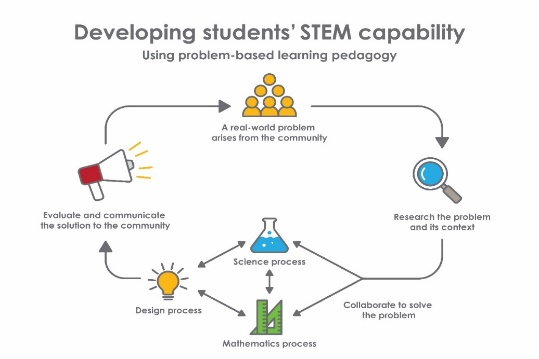 Developing students' STEM capability
Using problem-based learning pedagogy
A real-world problem
arises from the community
Research the problem
and its context
Collaborate to solve
the problem
Science process
Mathematics process
Design process
Evaluate and communicate
the solution to the community